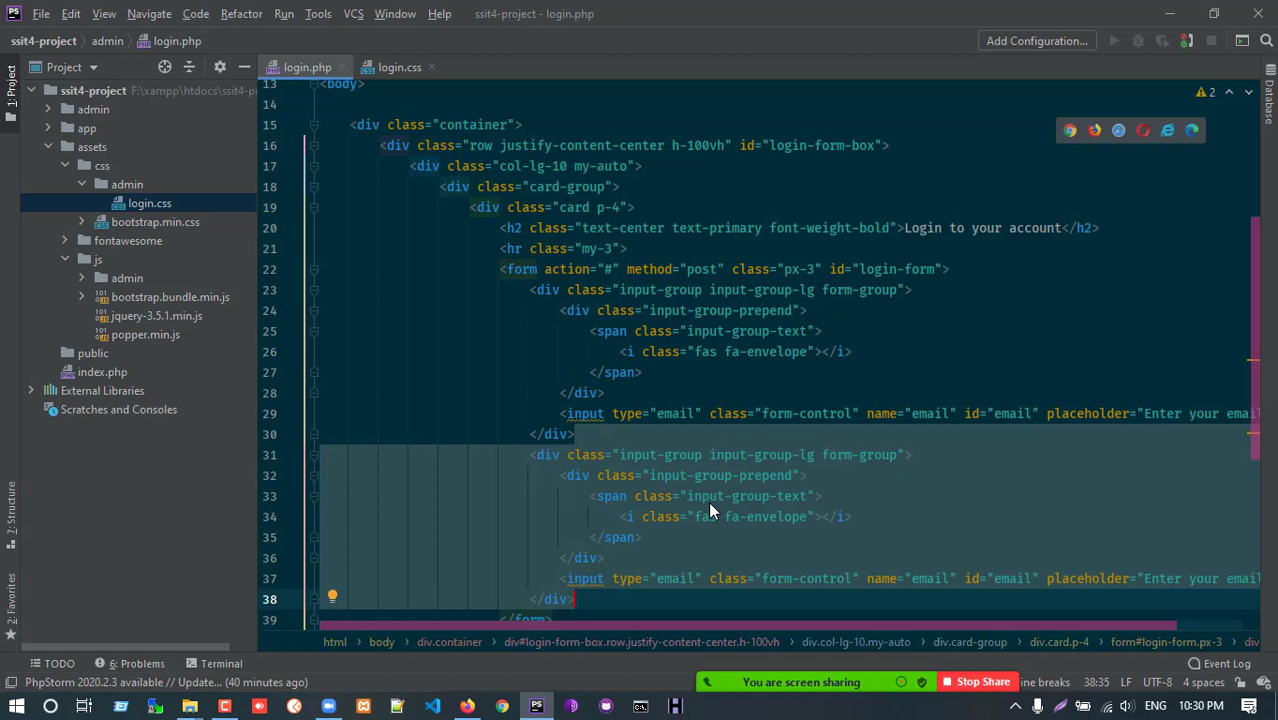 File Edit View Navigate Code Refactor Run Tools VCS Window Help ssit4-project - login.php
ssit4-project admin login.php Add Configuration...
1: Project
Project
login.php
login.css
Database
ssit4-project F:\xampp\htdocs\ssit4-p
admin
app
assets
css
admin
login.css
bootstrap.min.css
fontawesome
js
admin
bootstrap.bundle.min.js
jquery-3.5.1.min.js
popper.min.js
public
index.php
External Libraries
Scratches and Consoles
7: Structure
2: Favorites
2
13 <body>
14
15 <div class="container">
16 <div class="row justify-content-center h-100vh" id="login-form-box">
17 <div class="col-lg-10 my-auto">
18 <div class="card-group">
19 <div class="card p-4">
20 <h2 class="text-center text-primary font-weight-bold">Login to your account</h2>
21 <hr class="my-3">
22 <form action="#" method="post" class="px-3" id="login-form">
23 <div class="input-group input-group-lg form-group">
24 <div class="input-group-prepend">
25 <span class="input-group-text">
26 <i class="fas fa-envelope"></i>
27 </span>
28 </div>
29 <input type="email" class="form-control" name="email" id="email" placeholder="Enter your email
30 </div>
31 <div class="input-group input-group-lg form-group">
32 <div class="input-group-prepend">
33 <span class="input-group-text">
34 <i class="fas fa-envelope"></i>
35 </span>
36 </div>
37 <input type="email" class="form-control" name="email" id="email" placeholder="Enter your email
38 </div>
39 </form>
html body div.container div#login-form-box.row.justify-content-center.h-100vh div.col-lg-10.my-auto div.card-group div.card.p-4 form#login-form.px-3 div
TODO 6: Problems Terminal Event Log
PhpStorm 2020.2.3 available // Update... (40 minutes ago) You are screen sharing Stop Share ne breaks 38:35 LF UTF-8 4 spaces
ENG 10:30 PM